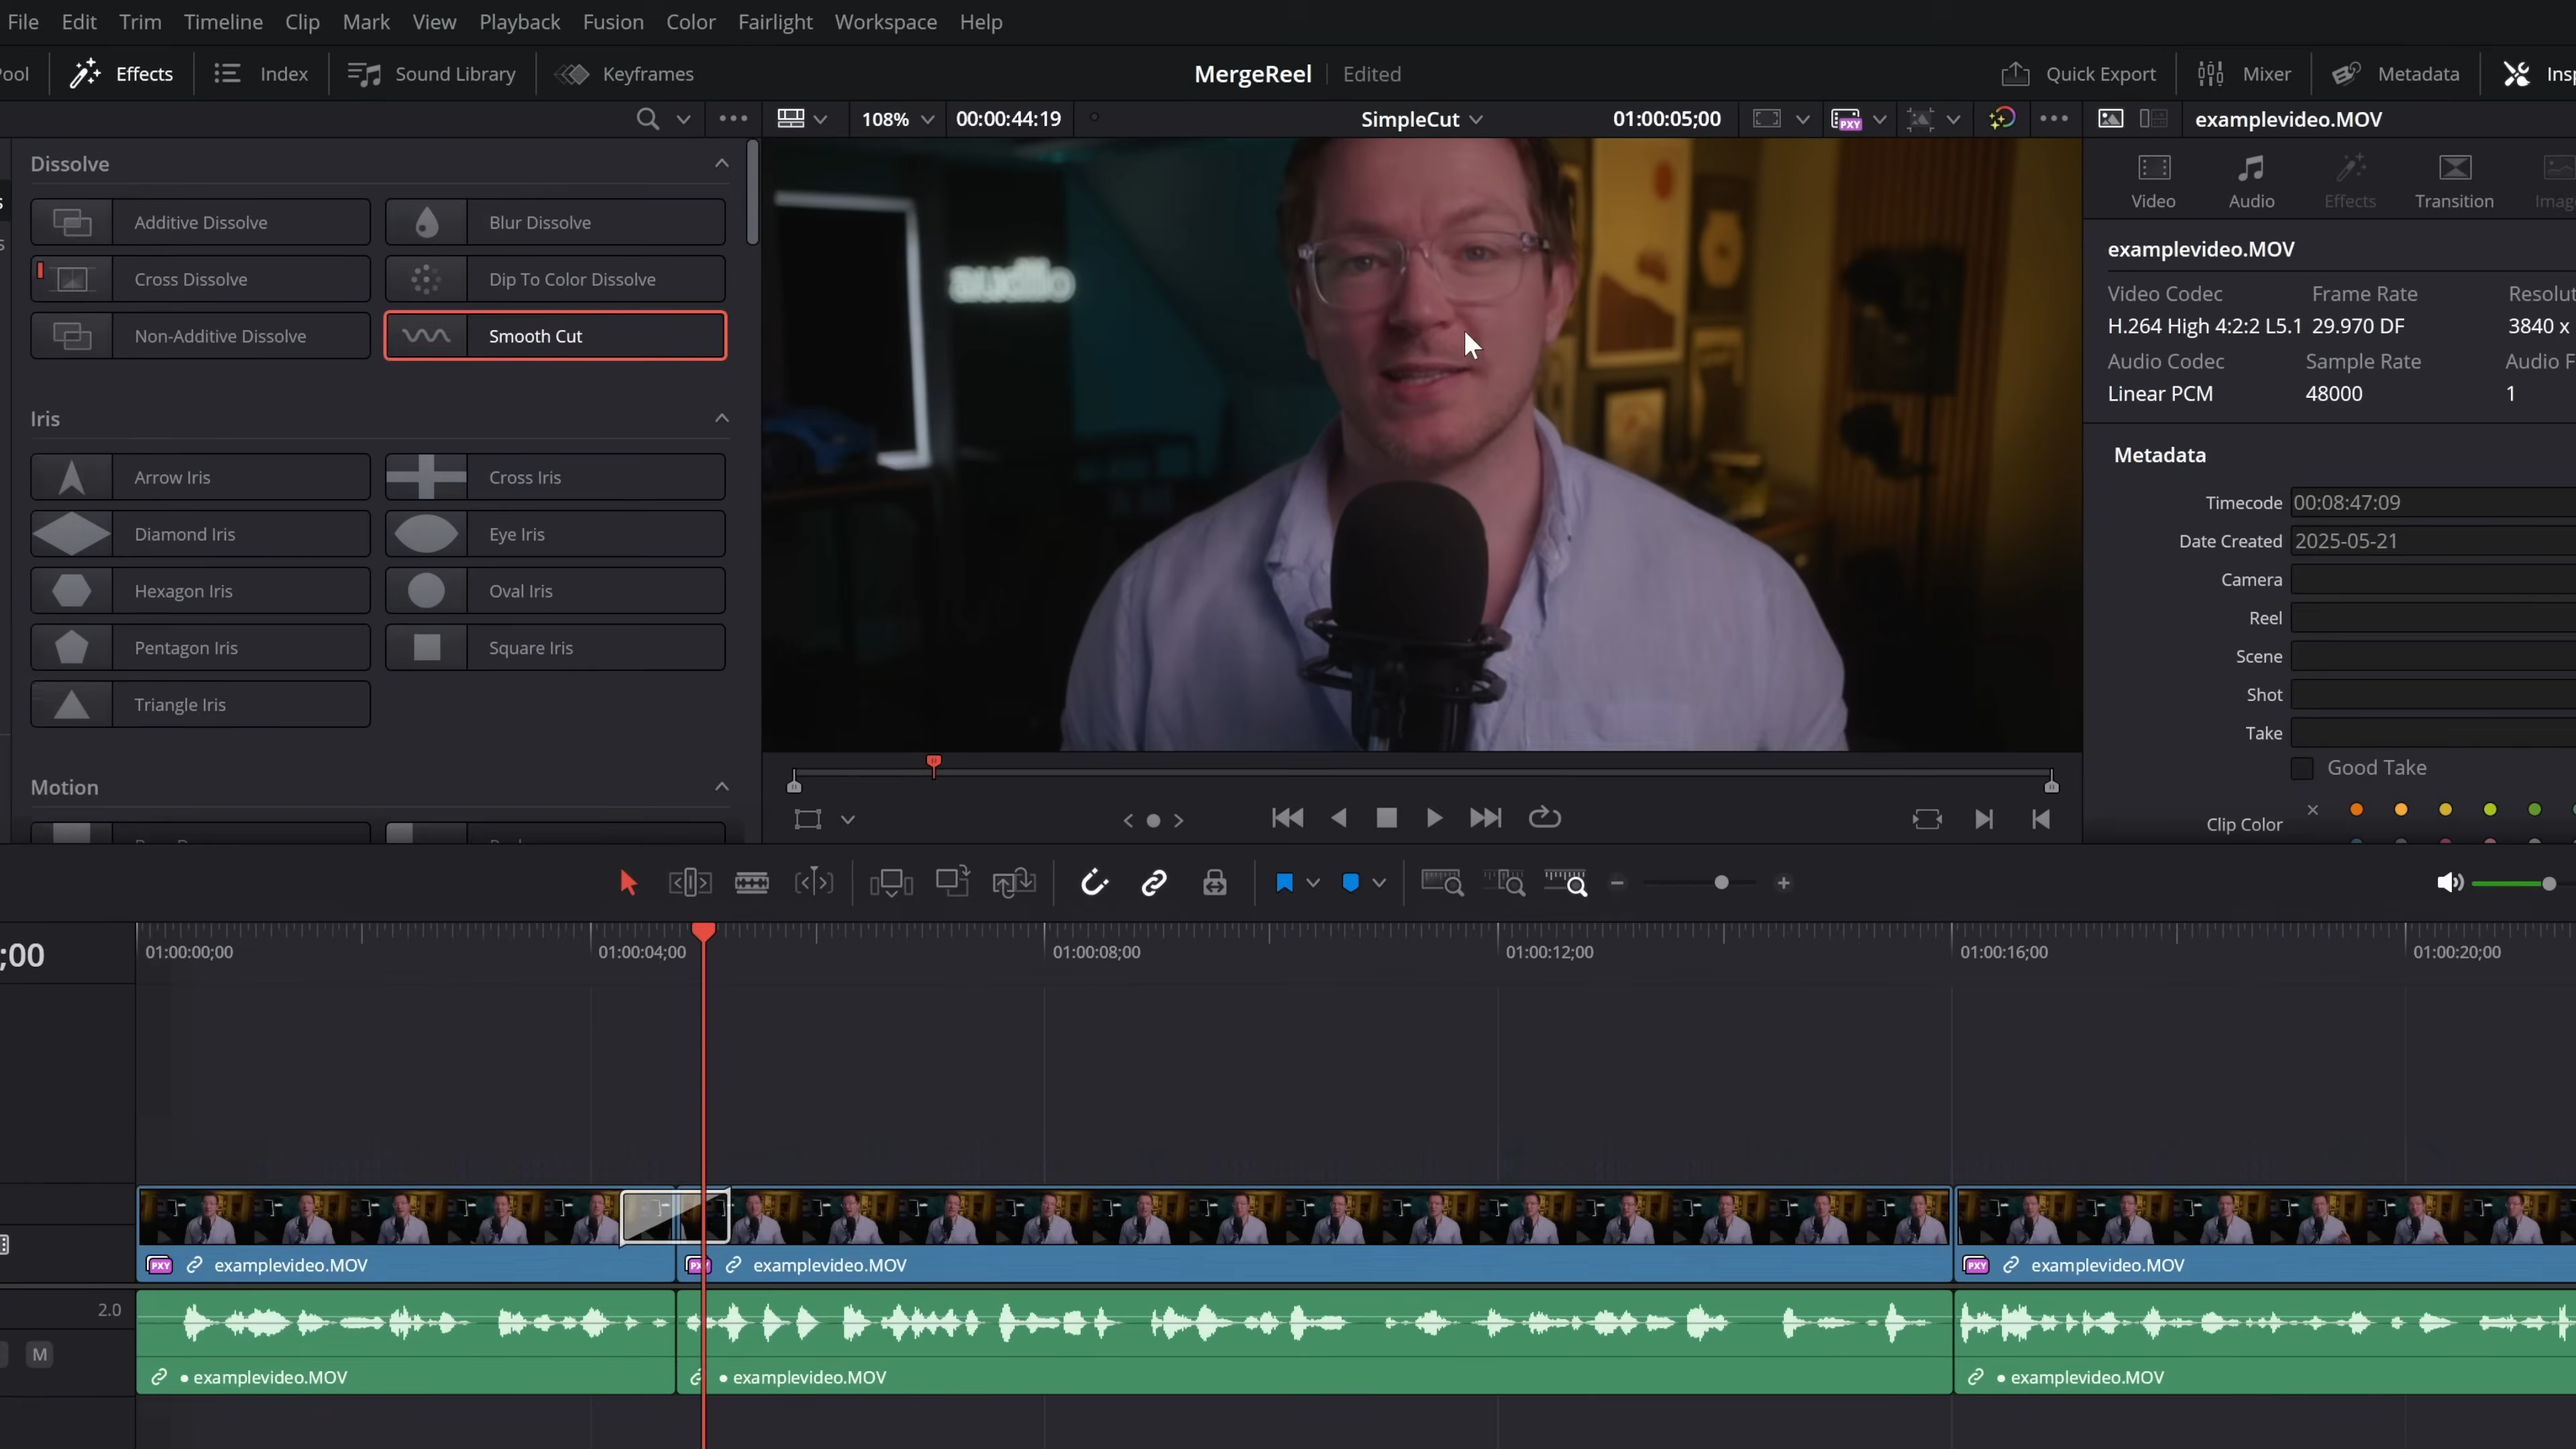 File Edit Trim Timeline Clip Mark View Playback Fusion Color Fairlight Workspace Help
Effects Index Sound Library Keyframes MergeReel Edited Quick Export Mixer Metadata
108% 00:00:44:19 SimpleCut 01:00:05;00 PXY examplevideo.MOV
Dissolve
Additive Dissolve Blur Dissolve
Cross Dissolve Dip To Color Dissolve
Non-Additive Dissolve Smooth Cut
Iris
Arrow Iris Cross Iris
Diamond Iris Eye Iris
Hexagon Iris Oval Iris
Pentagon Iris Square Iris
Triangle Iris
Motion
audio
Video Audio Effects Transition
examplevideo.MOV
Video Codec Frame Rate
H.264 High 4:2:2 L5.1 29.970 DF 3840 x
Audio Codec Sample Rate Audio F
Linear PCM 48000 1
Metadata
Timecode 00:08:47:09
Date Created 2025-05-21
Camera
Reel
Scene
Shot
Take
Good Take
Clip Color
;00 01:00:00;00 01:00:04;00 01:00:08;00 01:00:12;00 01:00:16;00 01:00:20;00
PXY examplevideo.MOV PXY examplevideo.MOV PXY examplevideo.MOV
2.0
M
examplevideo.MOV examplevideo.MOV examplevideo.MOV